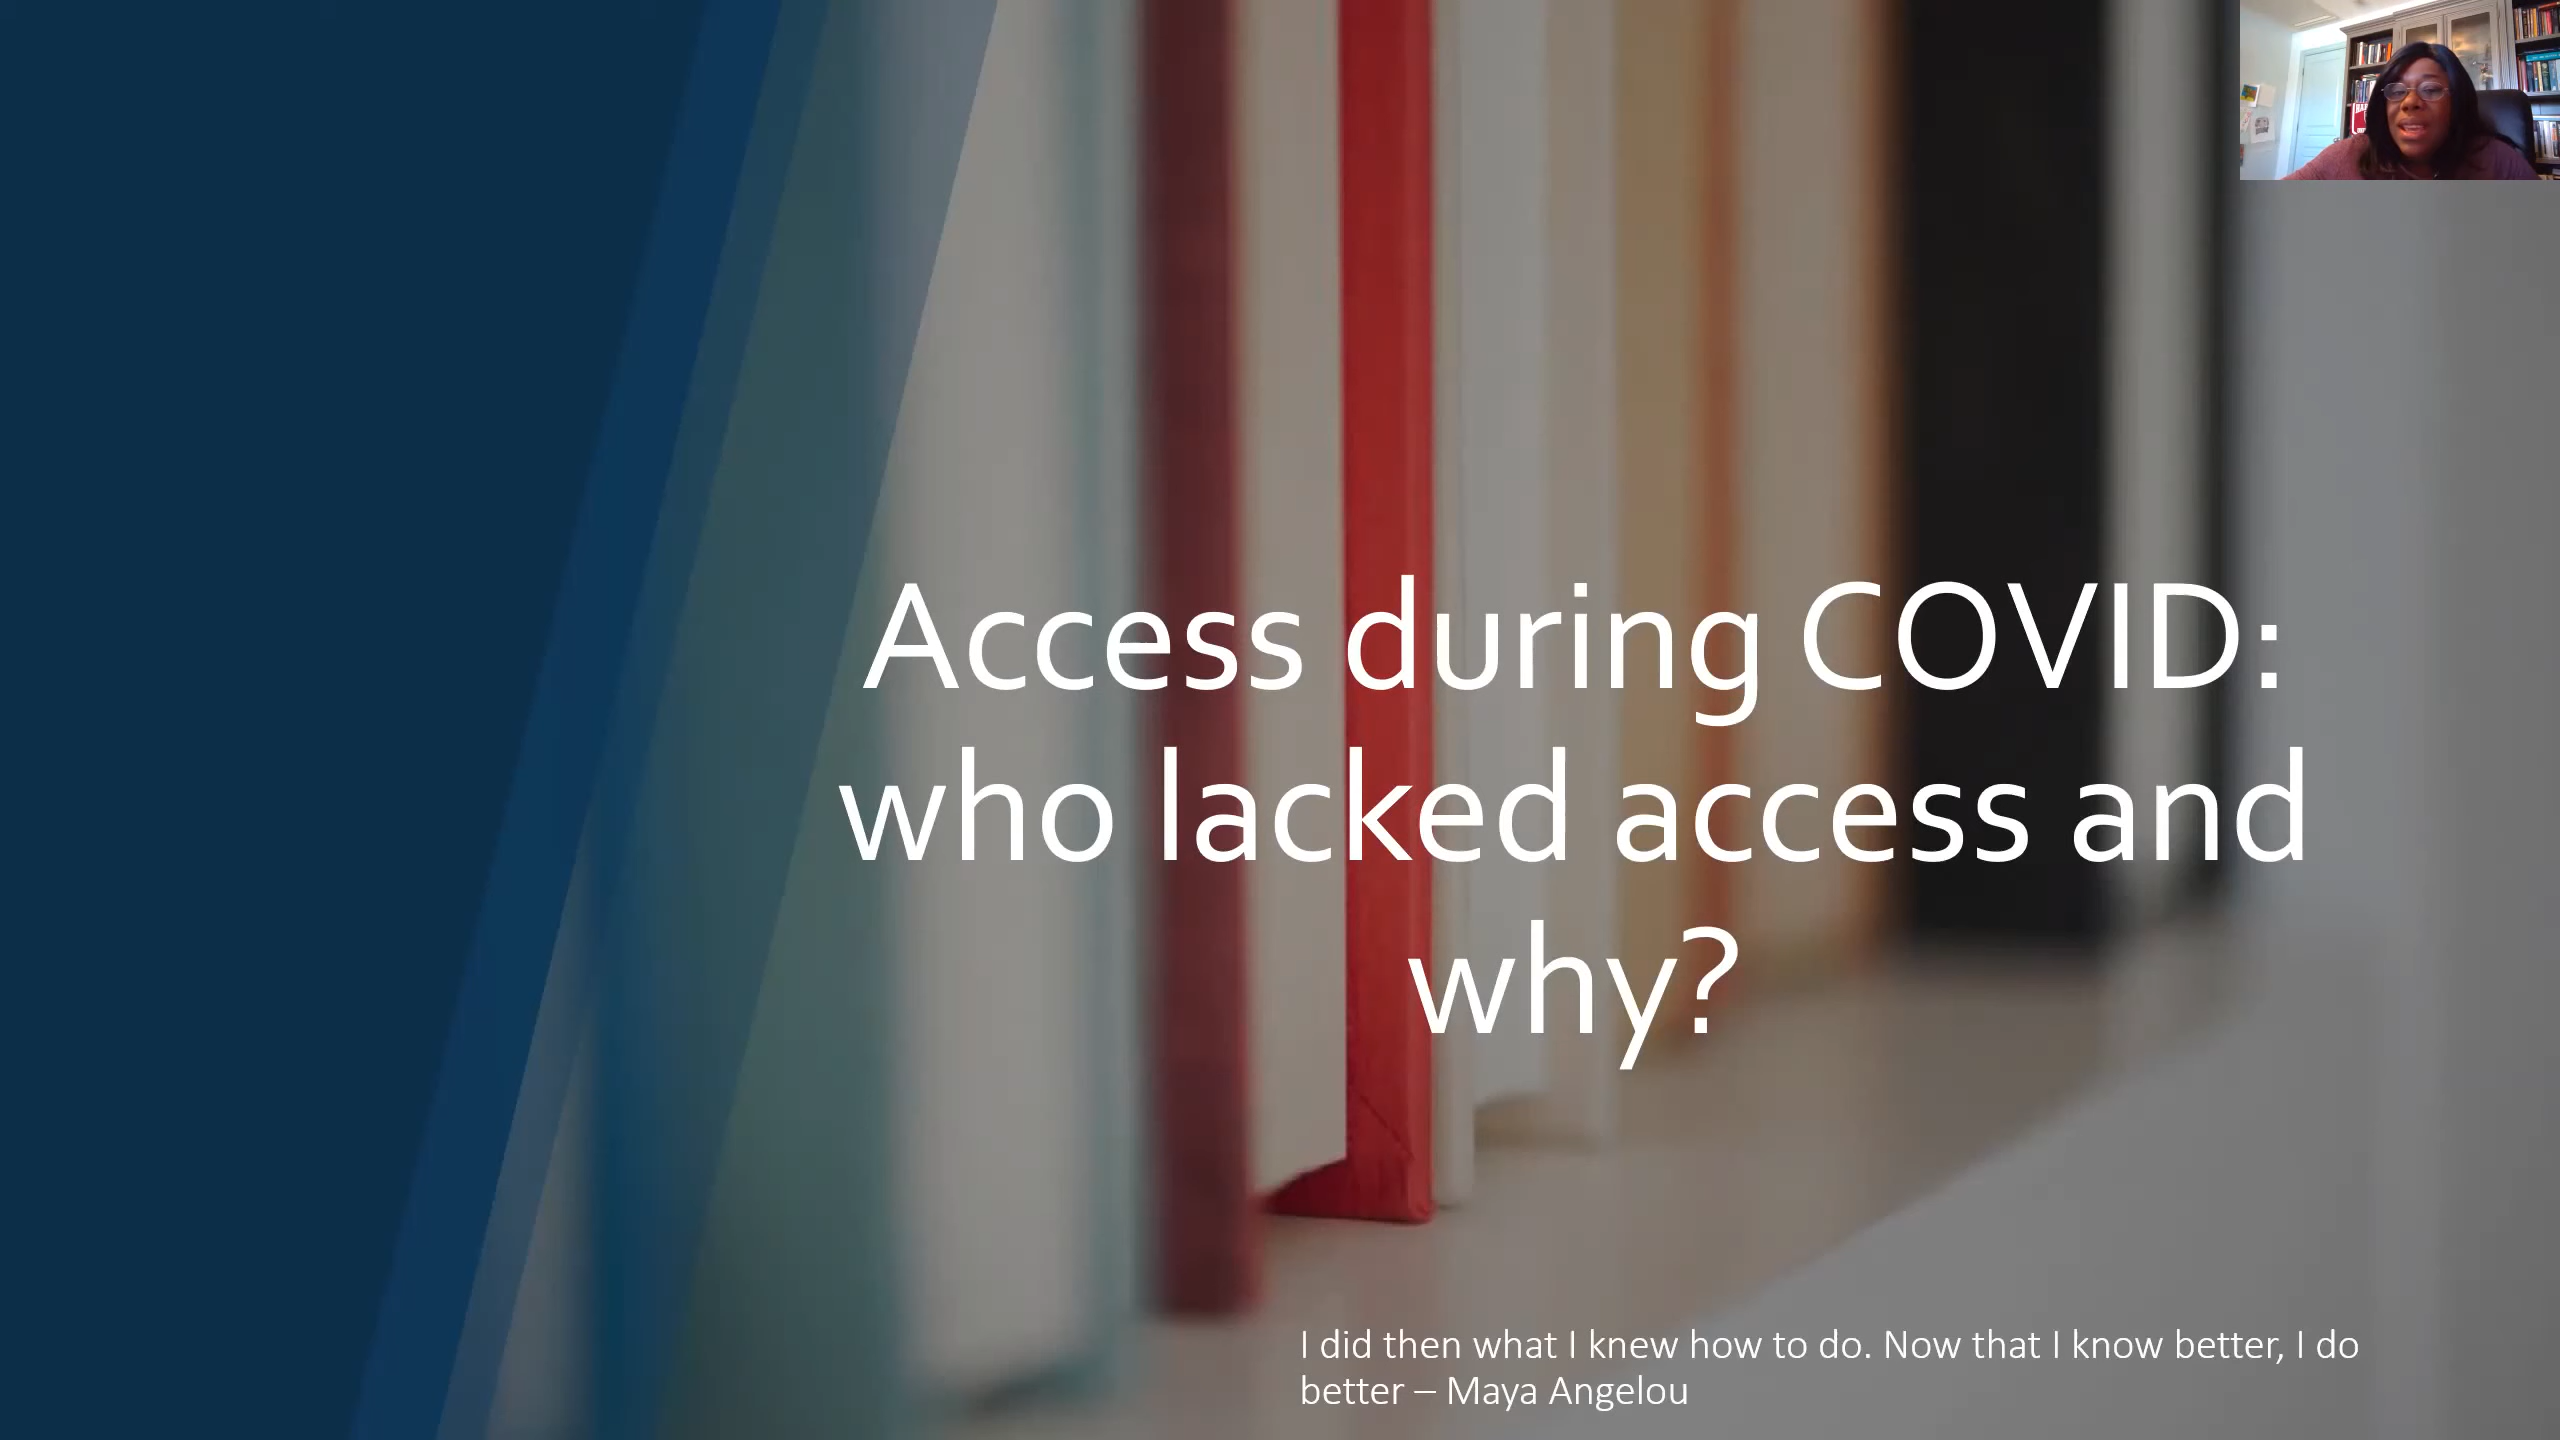 Access during COVID:
who lacked access and
why?
I did then what I knew how to do. Now that I know better, I do
better – Maya Angelou